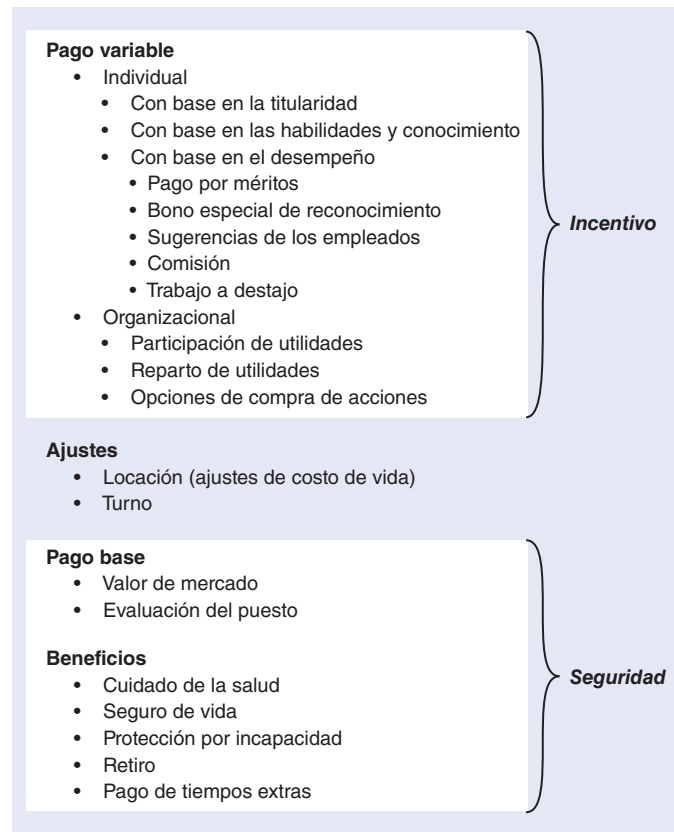 Pago variable
• Individual
• Con base en la titularidad
• Con base en las habilidades y conocimiento
• Con base en el desempeño
• Pago por méritos
• Bono especial de reconocimiento
• Sugerencias de los empleados
• Comisión
• Trabajo a destajo
• Organizacional
• Participación de utilidades
• Reparto de utilidades
• Opciones de compra de acciones
Incentivo
Ajustes
• Locación (ajustes de costo de vida)
• Turno
Pago base
• Valor de mercado
• Evaluación del puesto
Beneficios
• Cuidado de la salud
• Seguro de vida
• Protección por incapacidad
• Retiro
• Pago de tiempos extras
Seguridad